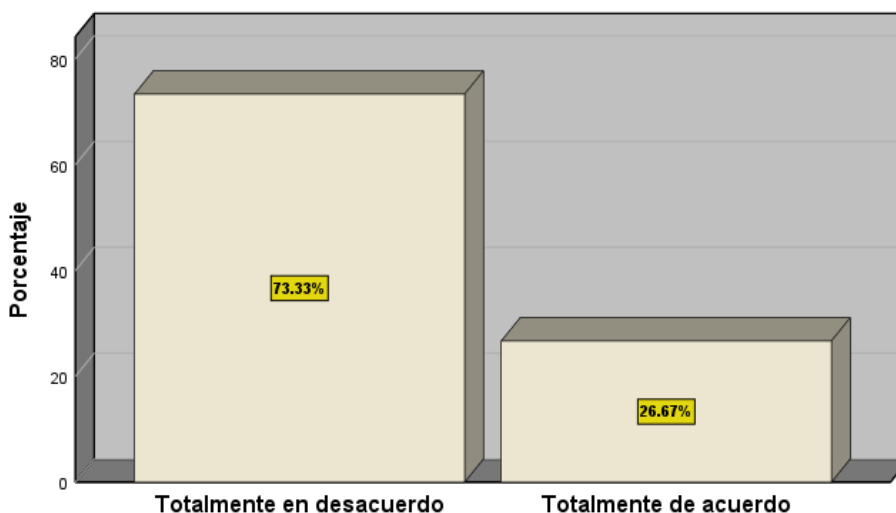 Porcentaje
80
60
40
20
0
73.33%
26.67%
Totalmente en desacuerdo
Totalmente de acuerdo